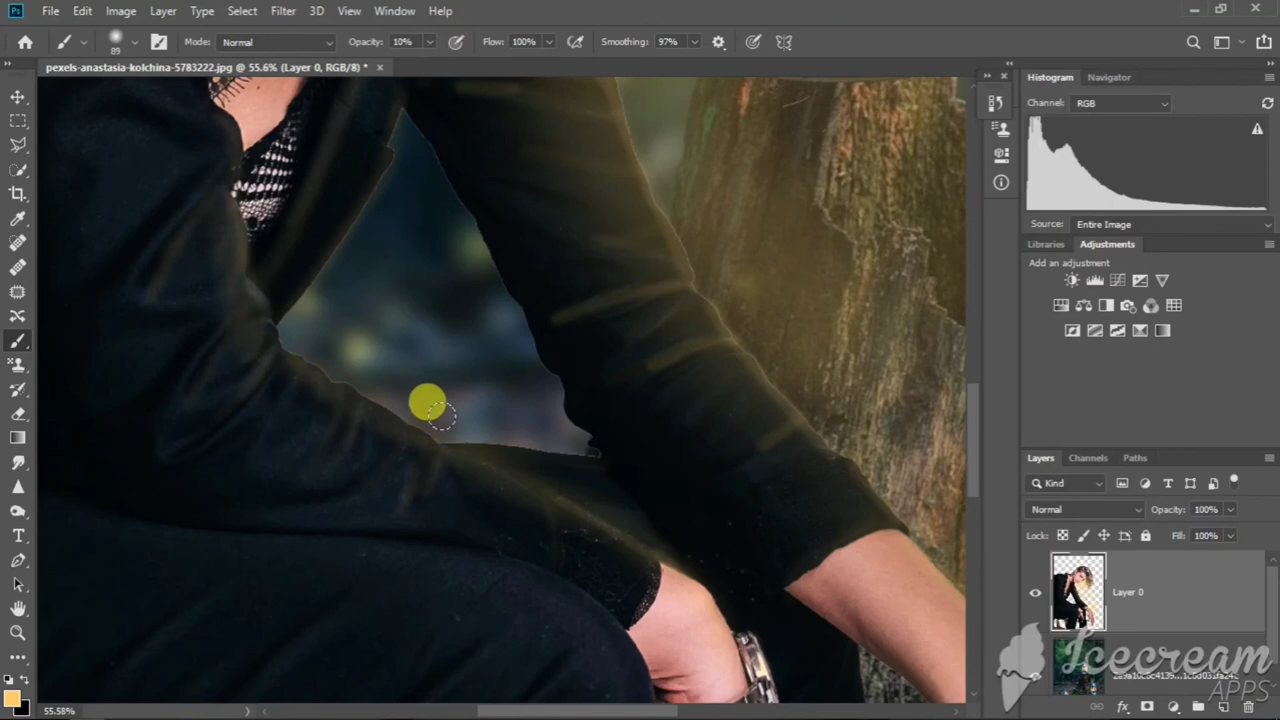 Ps File Edit Image Layer Type Select Filter 3D View Window Help
89 Mode: Normal Opacity: 10% Flow: 100% Smoothing: 97%
pexels-anastasia-kolchina-5783222.jpg @ 55.6% (Layer 0, RGB/8) *
Histogram Navigator
Channel: RGB
Source: Entire Image
Libraries Adjustments
Add an adjustment
Layers Channels Paths
Kind
Normal Opacity: 100%
Lock: Fill: 100%
Layer 0
Icecream
APPS
55.58%